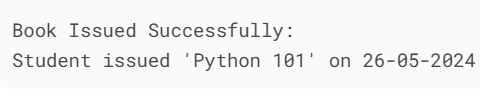 Book Issued Successfully:
Student issued 'Python 101' on 26-05-2024